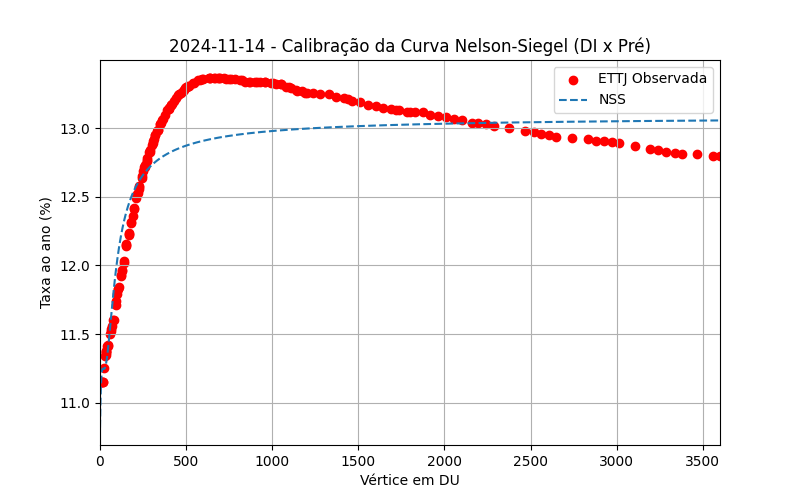 2024-11-14 - Calibração da Curva Nelson-Siegel (DI x Pré)
ETTJ Observada
NSS
Taxa ao ano (%)
13.0
12.5
12.0
11.5
11.0
0 500 1000 1500 2000 2500 3000 3500
Vértice em DU